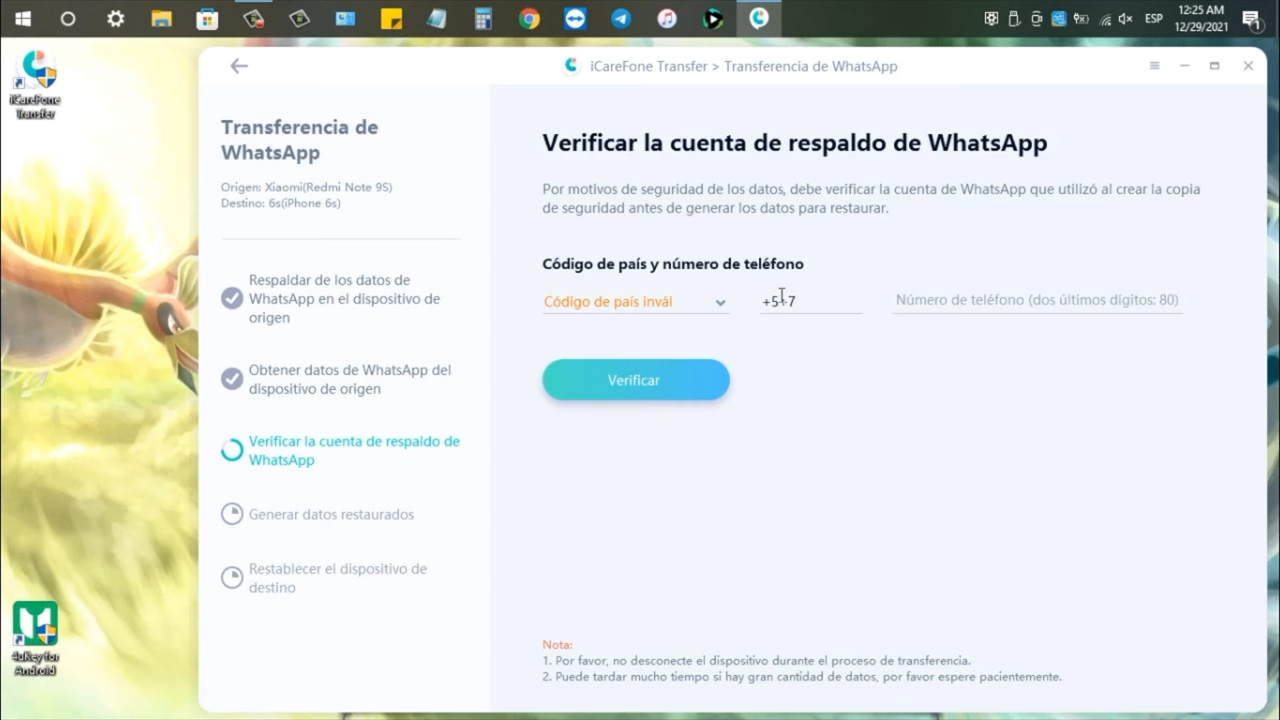 ESP
12:25 AM
12/29/2021
iCareFone
Transfer
iCareFone Transfer > Transferencia de WhatsApp
Transferencia de
WhatsApp
Origen: Xiaomi(Redmi Note 9S)
Destino: 6s(iPhone 6s)
Respaldar de los datos de
WhatsApp en el dispositivo de
origen
Obtener datos de WhatsApp del
dispositivo de origen
Verificar la cuenta de respaldo de
WhatsApp
Generar datos restaurados
Restablecer el dispositivo de
destino
Verificar la cuenta de respaldo de WhatsApp
Por motivos de seguridad de los datos, debe verificar la cuenta de WhatsApp que utilizó al crear la copia
de seguridad antes de generar los datos para restaurar.
Código de país y número de teléfono
Código de país invál
Número de teléfono (dos últimos dígitos: 80)
Verificar
Nota:
1. Por favor, no desconecte el dispositivo durante el proceso de transferencia.
2. Puede tardar mucho tiempo si hay gran cantidad de datos, por favor espere pacientemente.
4uKey for
Android